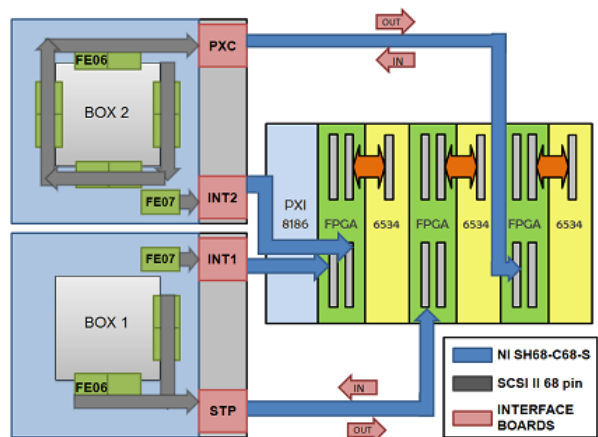 OUT
IN
PXC
FE06
BOX 2
FE07
INT2
PXI
8186
FPGA
6534
FPGA
6534
FPGA
6534
FE07
INT1
BOX 1
FE06
STP
IN
OUT
NI SH68-C68-S
SCSI II 68 pin
INTERFACE
BOARDS